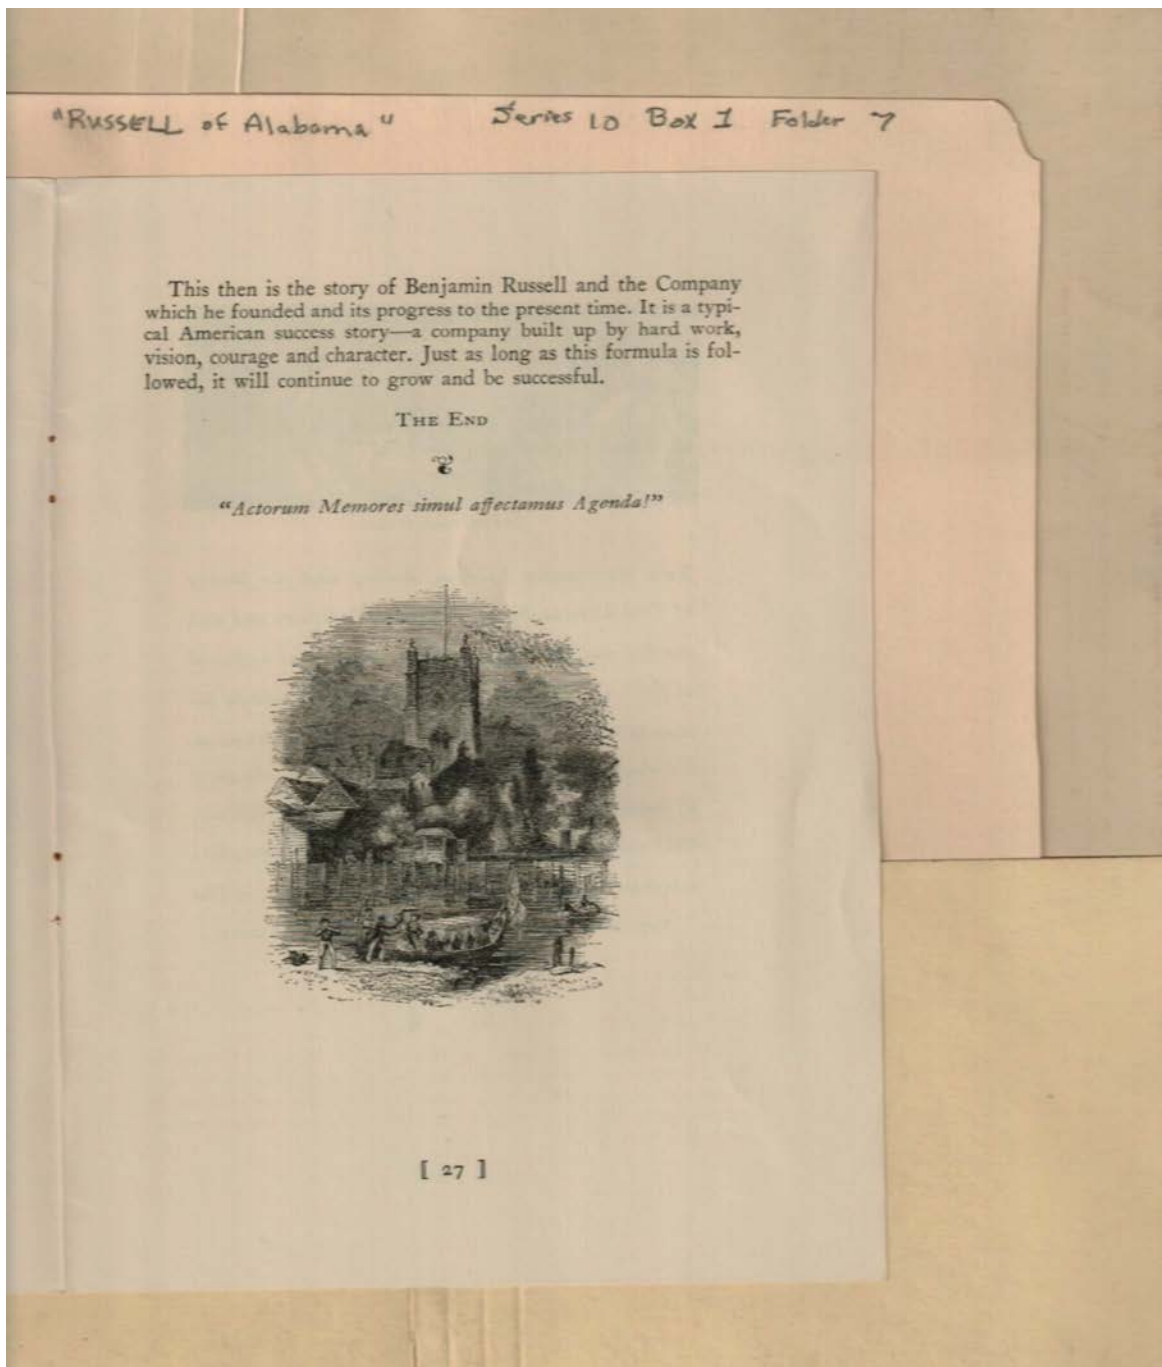 "RUSSELL of Alabama" Series 10 Box 1 Folder 7
This then is the story of Benjamin Russell and the Company
which he founded and its progress to the present time. It is a typi-
cal American success story—a company built up by hard work,
vision, courage and character. Just as long as this formula is fol-
lowed, it will continue to grow and be successful.
THE END
"Actorum Memores simul affectamus Agenda!"
[ 27 ]